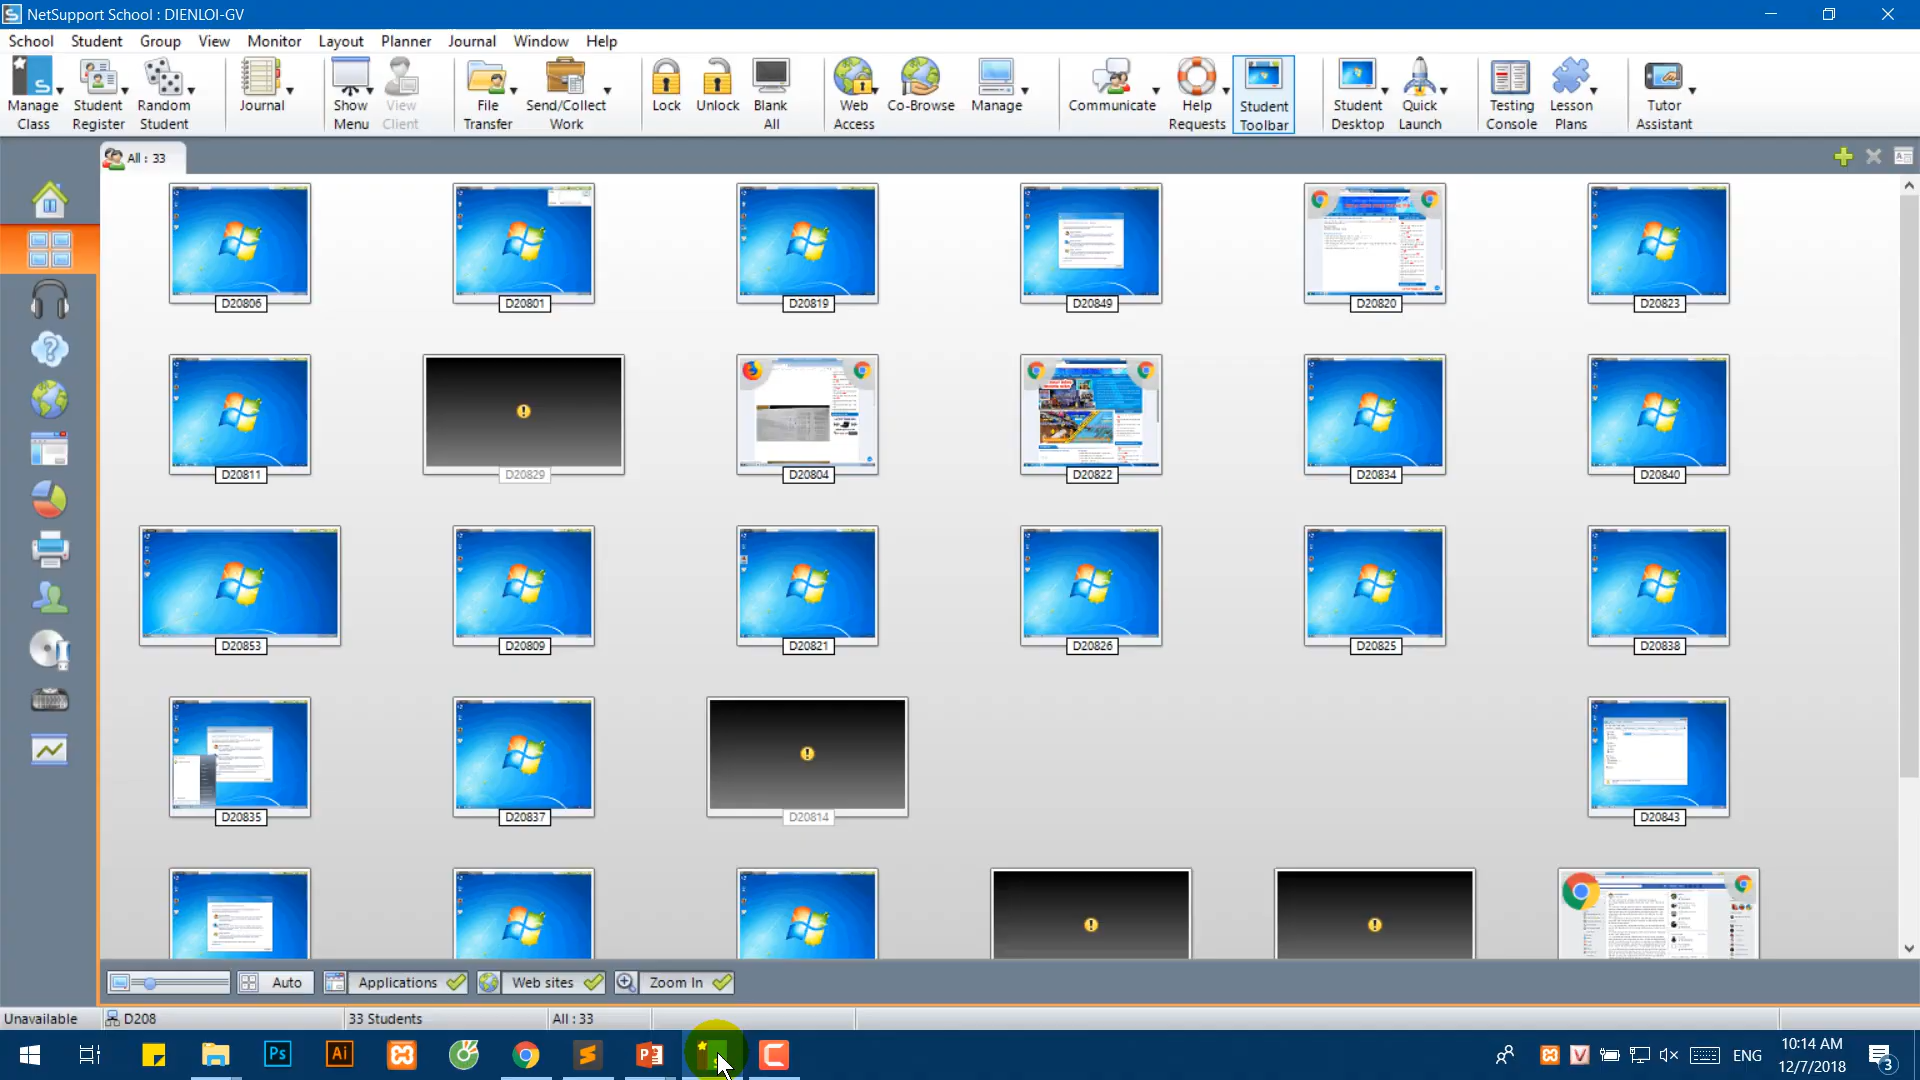 NetSupport School : DIENLOI-GV
School Student Group View Monitor Layout Planner Journal Window Help
Manage Class
Student Register
Random Student
Journal
Show Menu
View Client
File Transfer
Send/Collect Work
Lock
Unlock
Blank All
Web Access
Co-Browse
Manage
Communicate
Help Requests
Student Toolbar
Student Desktop
Quick Launch
Testing Console
Lesson Plans
Tutor Assistant
All : 33
D20806 D20801 D20819 D20849 D20820 D20823
D20811 D20829 D20804 D20822 D20834 D20840
D20853 D20809 D20821 D20826 D20825 D20838
D20835 D20837 D20814 D20843
Auto Applications Web sites Zoom In
Unavailable D208 33 Students All : 33
Ps Ai ENG
10:14 AM
12/7/2018
3